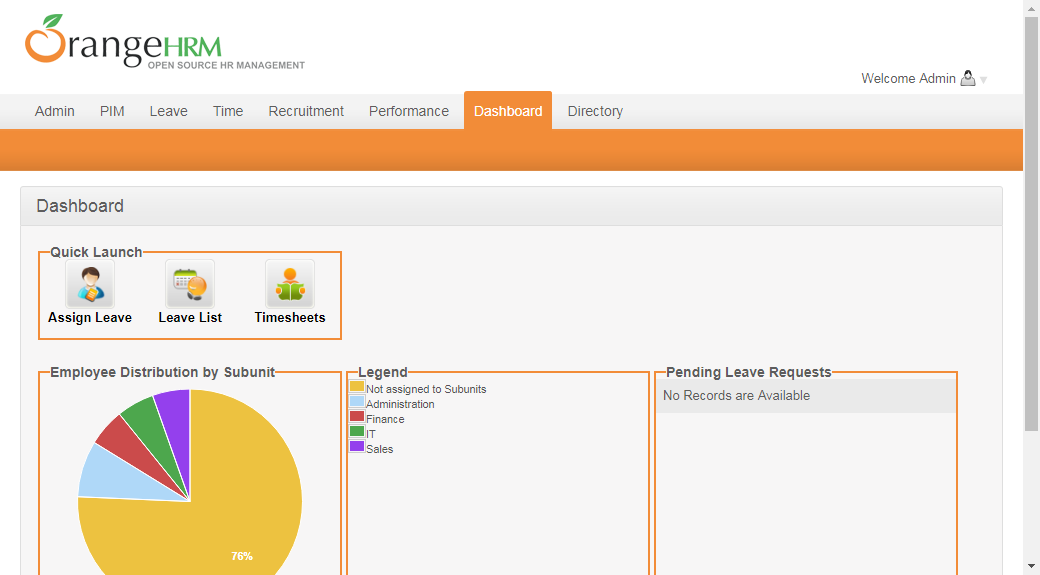 OrangeHRM
OPEN SOURCE HR MANAGEMENT
Welcome Admin
Admin PIM Leave Time Recruitment Performance Dashboard Directory
Dashboard
Quick Launch
Assign Leave Leave List Timesheets
Employee Distribution by Subunit
76%
Legend
Not assigned to Subunits
Administration
Finance
IT
Sales
Pending Leave Requests
No Records are Available